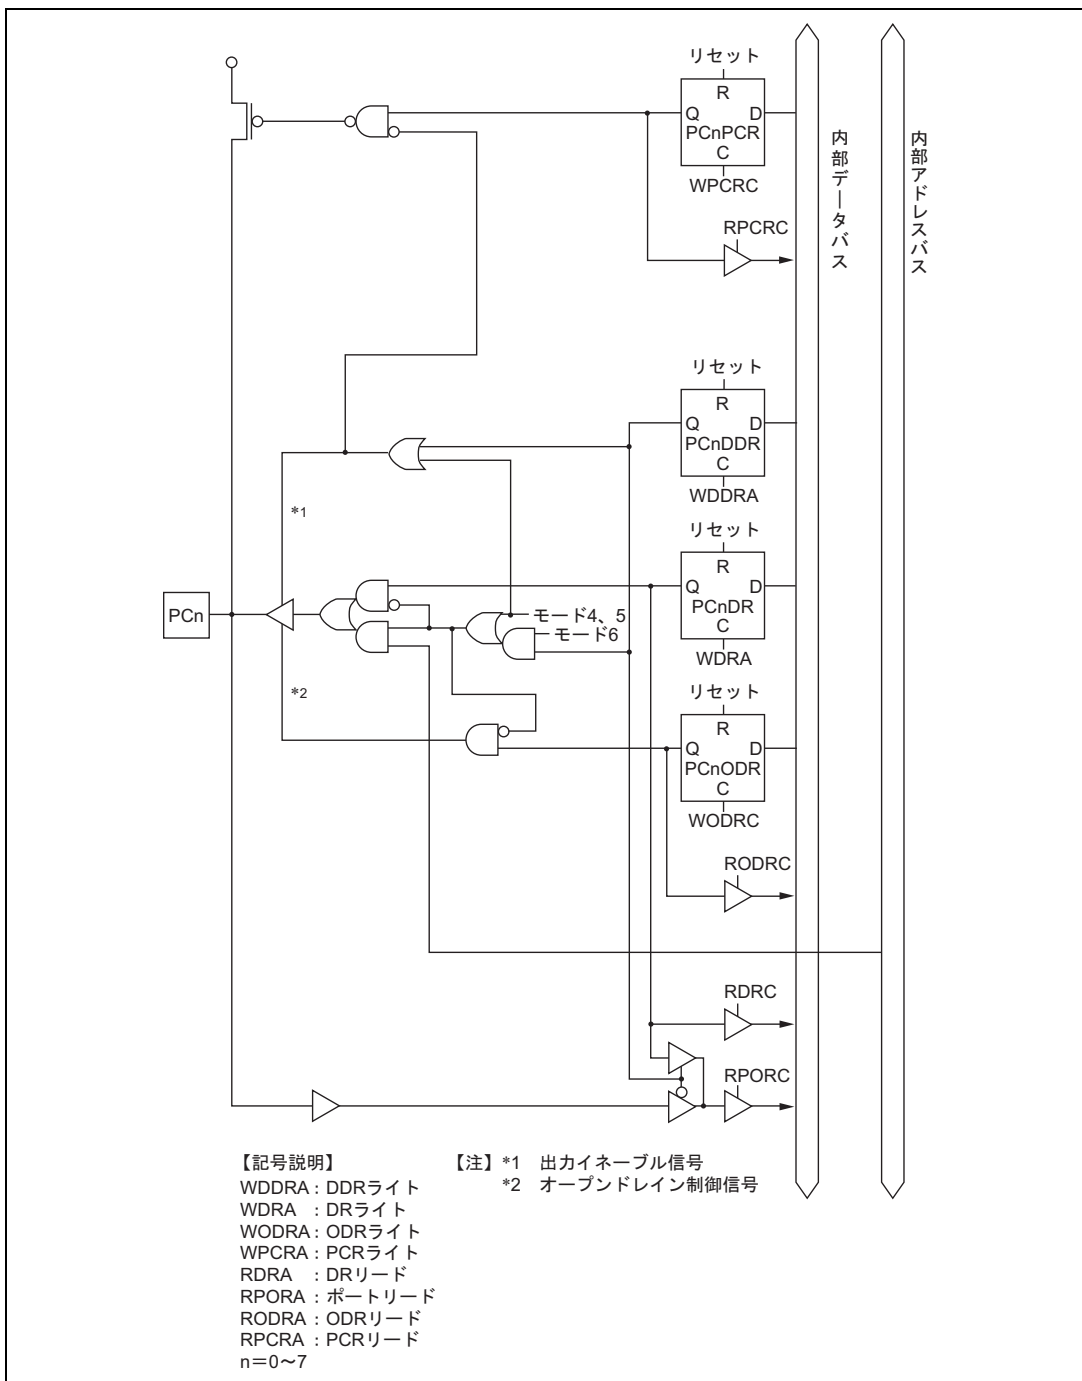 リセット
R
Q D
PCnPCR
C
WPCRC
RPCRC
内部データバス
内部アドレスバス
リセット
R
Q D
PCnDDR
C
WDDRA
*1
リセット
R
Q D
PCnDR
C
WDRA
PCn
モード4、5
モード6
*2
リセット
R
Q D
PCnODR
C
WODRC
RODRC
RDRC
RPORC
【記号説明】
WDDRA:DDRライト
WDRA :DRライト
WODRA:ODRライト
WPCRA:PCRライト
RDRA :DRリード
RPORA:ポートリード
RODRA:ODRリード
RPCRA:PCRリード
n=0〜7
【注】*1 出力イネーブル信号
*2 オープンドレイン制御信号